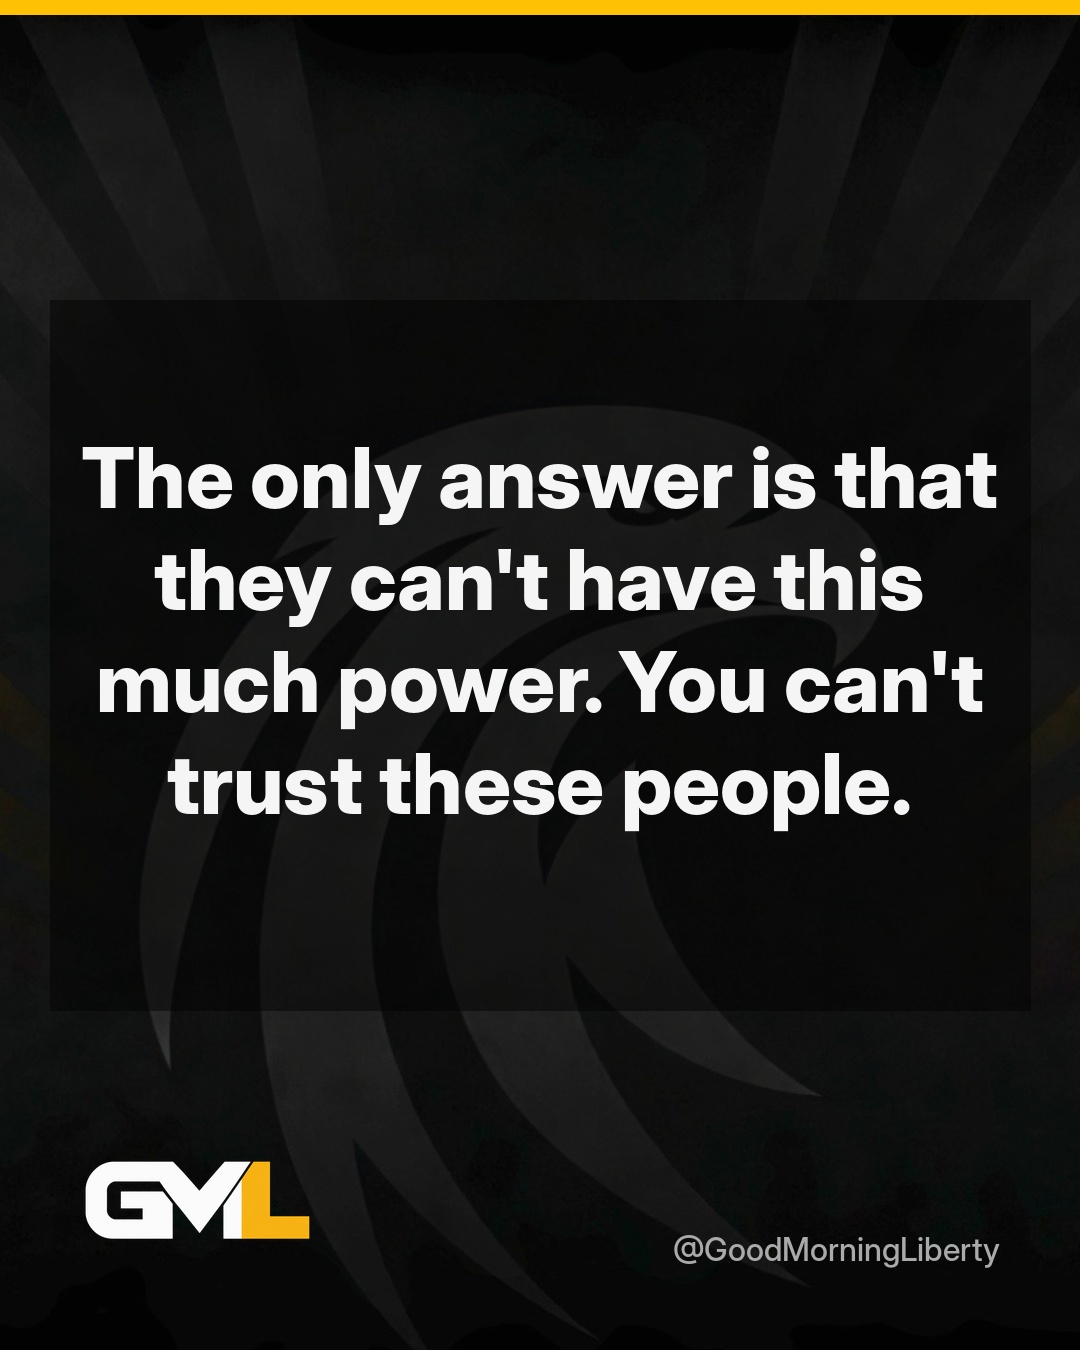 The only answer is that
they can't have this
much power. You can't
trust these people.
GML
@GoodMorningLiberty